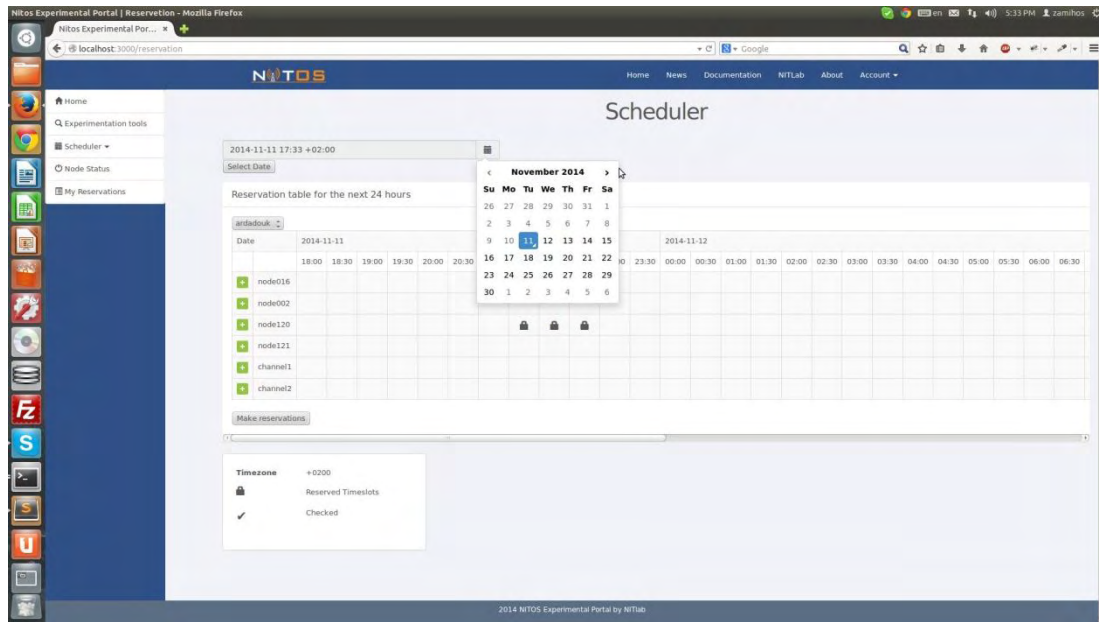 Nitos Experimental Portal | Reservetion - Mozilla Firefox
en 5:33 PM zamihos
Nitos Experimental Por... ×
localhost:3000/reservation
Google
NITOS
Home News Documentation NITLab About Account
Home
Experimentation tools
Scheduler
Node Status
My Reservations
Scheduler
2014-11-11 17:33 +02:00
Select Date
‹ November 2014 ›
Su Mo Tu We Th Fr Sa
26 27 28 29 30 31 1
2 3 4 5 6 7 8
9 10 11 12 13 14 15
16 17 18 19 20 21 22
23 24 25 26 27 28 29
30 1 2 3 4 5 6
Reservation table for the next 24 hours
ardadouk
Date 2014-11-11 2014-11-12
18:00 18:30 19:00 19:30 20:00 20:30 23:30 00:00 00:30 01:00 01:30 02:00 02:30 03:00 03:30 04:00 04:30 05:00 05:30 06:00 06:30
node016
node002
node120
node121
channel1
channel2
Make reservations
Timezone +0200
Reserved Timeslots
Checked
2014 NITOS Experimental Portal by NITlab